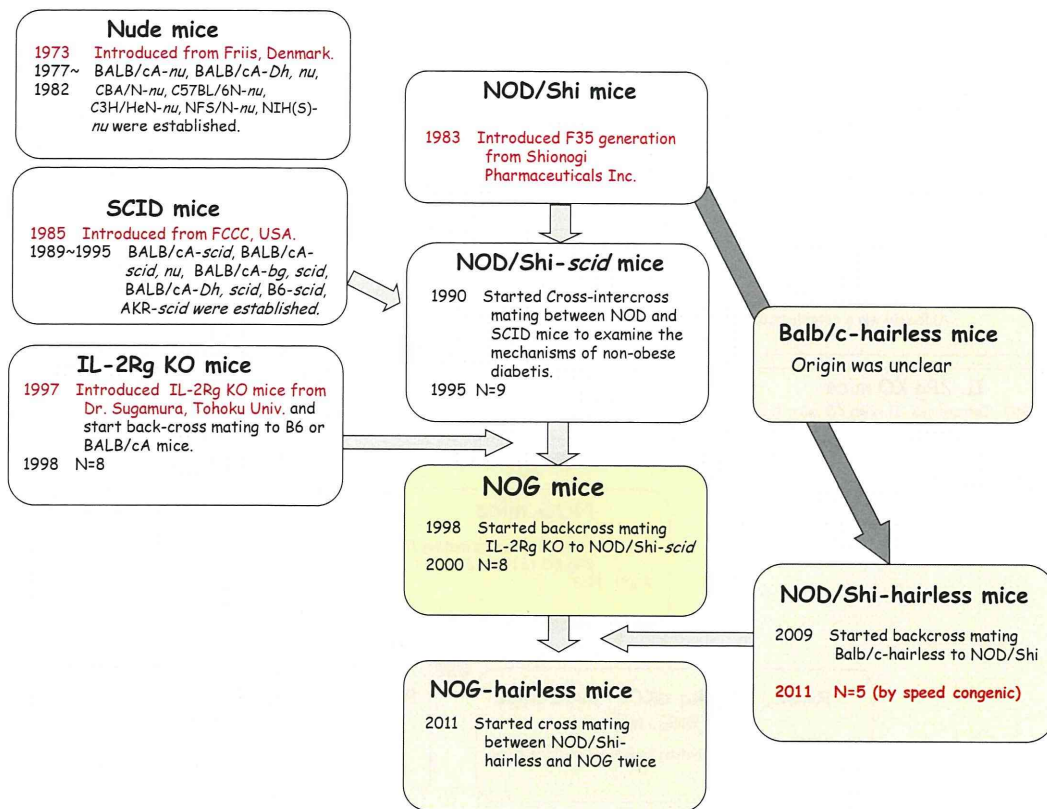 Nude mice
1973 Introduced from Friis, Denmark.
1977~ BALB/cA-nu, BALB/cA-Dh, nu,
1982 CBA/N-nu, C57BL/6N-nu,
C3H/HeN-nu, NFS/N-nu, NIH(S)-
nu were established.
SCID mice
1985 Introduced from FCCC, USA.
1989~1995 BALB/cA-scid, BALB/cA-
scid, nu, BALB/cA-bg, scid,
BALB/cA-Dh, scid, B6-scid,
AKR-scid were established.
IL-2Rg KO mice
1997 Introduced IL-2Rg KO mice from
Dr. Sugamura, Tohoku Univ. and
start back-cross mating to B6 or
BALB/cA mice.
1998 N=8
NOD/Shi mice
1983 Introduced F35 generation
from Shionogi
Pharmaceuticals Inc.
NOD/Shi-scid mice
1990 Started Cross-intercross
mating between NOD and
SCID mice to examine the
mechanisms of non-obese
diabetis.
1995 N=9
NOG mice
1998 Started backcross mating
IL-2Rg KO to NOD/Shi-scid
2000 N=8
NOG-hairless mice
2011 Started cross mating
between NOD/Shi-
hairless and NOG twice
Balb/c-hairless mice
Origin was unclear
NOD/Shi-hairless mice
2009 Started backcross mating
Balb/c-hairless to NOD/Shi
2011 N=5 (by speed congenic)